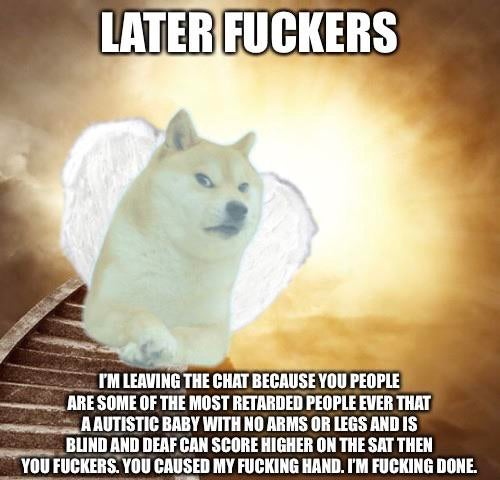 LATER FUCKERS
I'M LEAVING THE CHAT BECAUSE YOU PEOPLE
ARE SOME OF THE MOST RETARDED PEOPLE EVER THAT
A AUTISTIC BABY WITH NO ARMS OR LEGS AND IS
BLIND AND DEAF CAN SCORE HIGHER ON THE SAT THEN
YOU FUCKERS. YOU CAUSED MY FUCKING HAND. I'M FUCKING DONE.